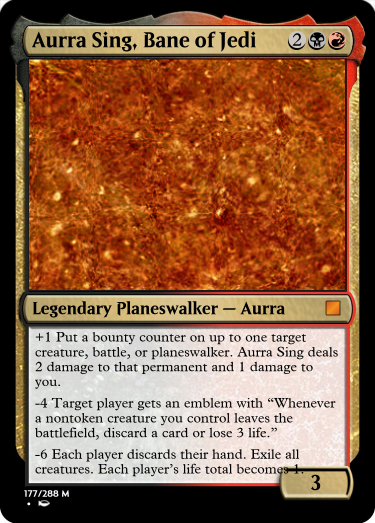 Aurra Sing, Bane of Jedi 2
Legendary Planeswalker — Aurra
+1 Put a bounty counter on up to one target
creature, battle, or planeswalker. Aurra Sing deals
2 damage to that permanent and 1 damage to
you.
-4 Target player gets an emblem with “Whenever
a nontoken creature you control leaves the
battlefield, discard a card or lose 3 life.”
-6 Each player discards their hand. Exile all
creatures. Each player’s life total becomes 1.
3
177/288 M